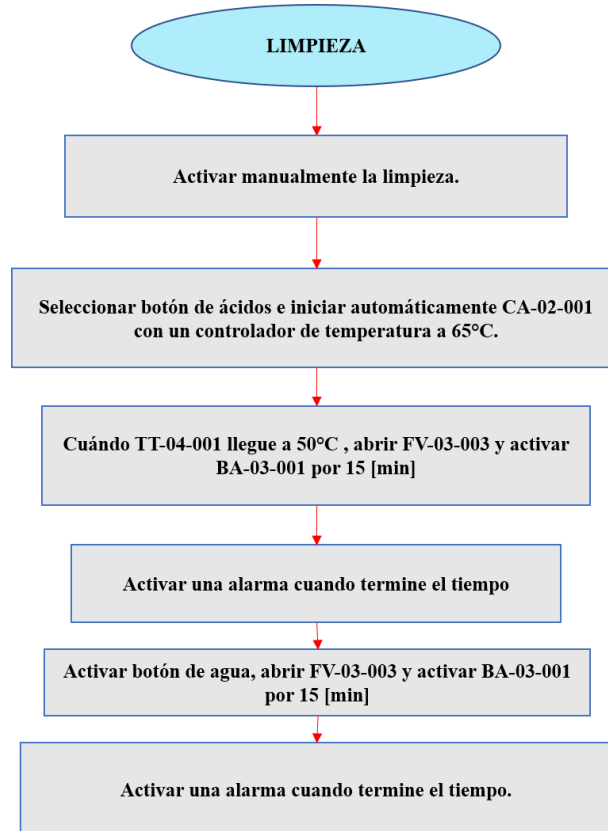 LIMPIEZA
Activar manualmente la limpieza.
Seleccionar botón de ácidos e iniciar automáticamente CA-02-001
con un controlador de temperatura a 65°C.
Cuándo TT-04-001 llegue a 50°C , abrir FV-03-003 y activar
BA-03-001 por 15 [min]
Activar una alarma cuando termine el tiempo
Activar botón de agua, abrir FV-03-003 y activar BA-03-001
por 15 [min]
Activar una alarma cuando termine el tiempo.